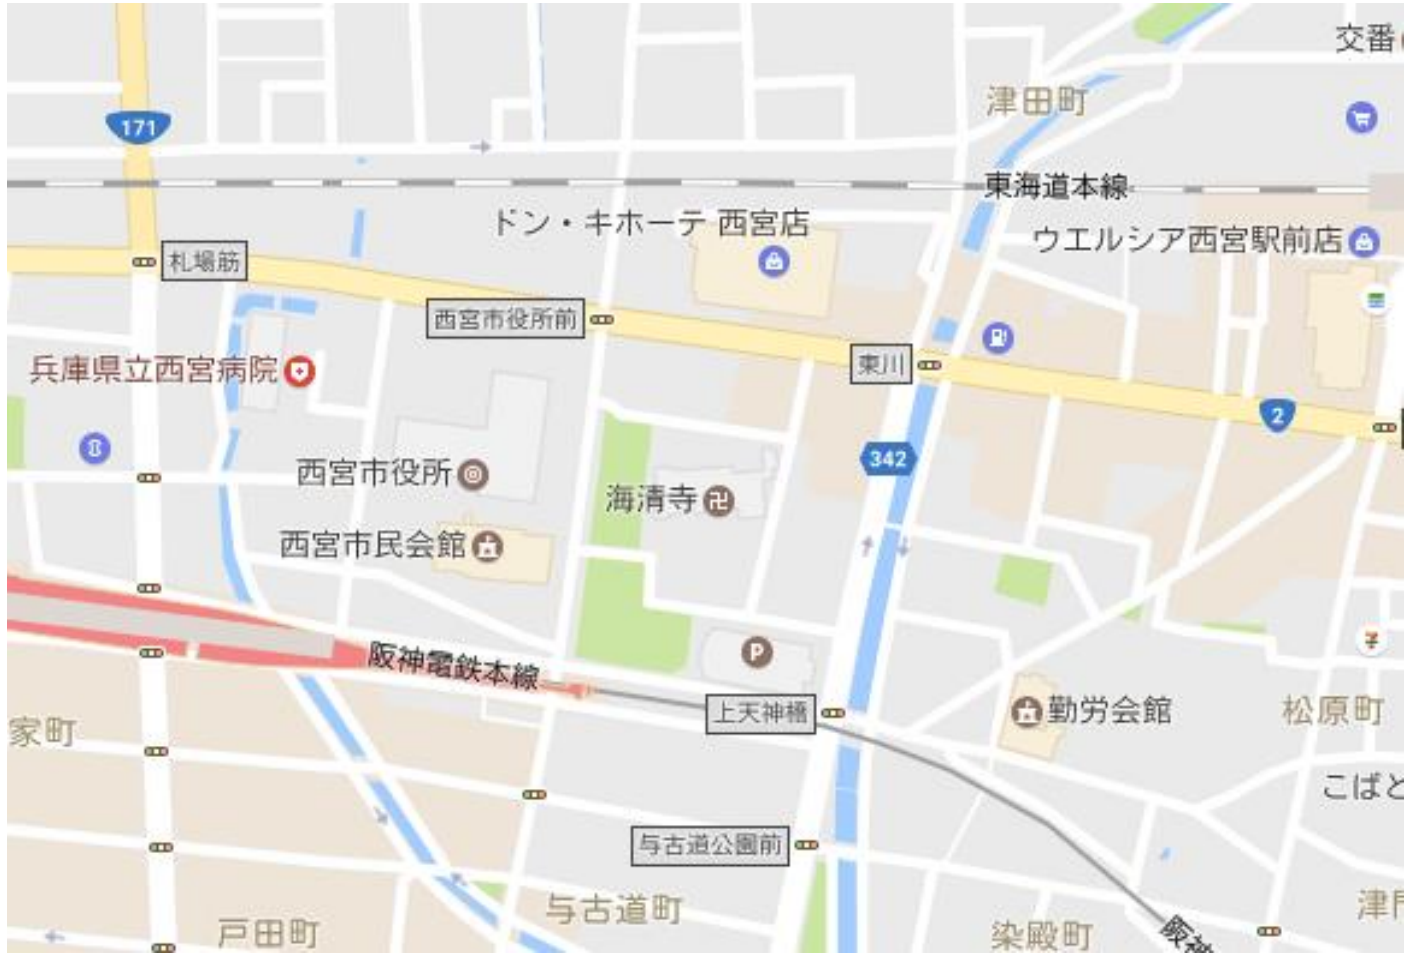 交番
津田町
171
東海道本線
ドン・キホーテ 西宮店
ウエルシア西宮駅前店
札場筋
西宮市役所前
兵庫県立西宮病院
東川
2
342
西宮市役所
海清寺
西宮市民会館
P
阪神電鉄本線
上天神橋
勤労会館
松原町
家町
こばと
与古道公園前
与古道町
津門
戸田町
染殿町
阪神